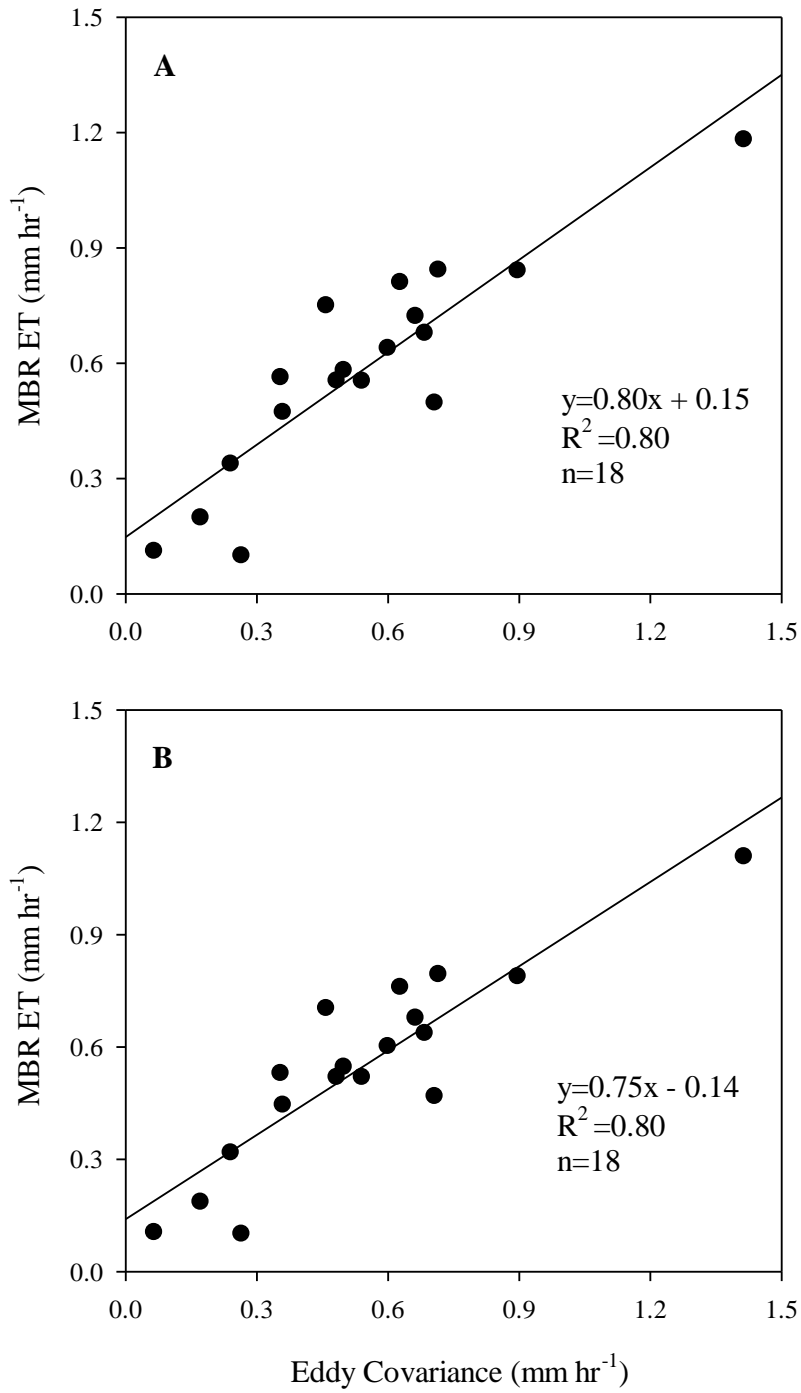 1.5
A
1.2
0.9
0.6
0.3
0.0
MBR ET (mm hr⁻¹)
y=0.80x + 0.15
R² =0.80
n=18
0.0 0.3 0.6 0.9 1.2 1.5
1.5
B
1.2
0.9
0.6
0.3
0.0
MBR ET (mm hr⁻¹)
y=0.75x - 0.14
R² =0.80
n=18
0.0 0.3 0.6 0.9 1.2 1.5
Eddy Covariance (mm hr⁻¹)